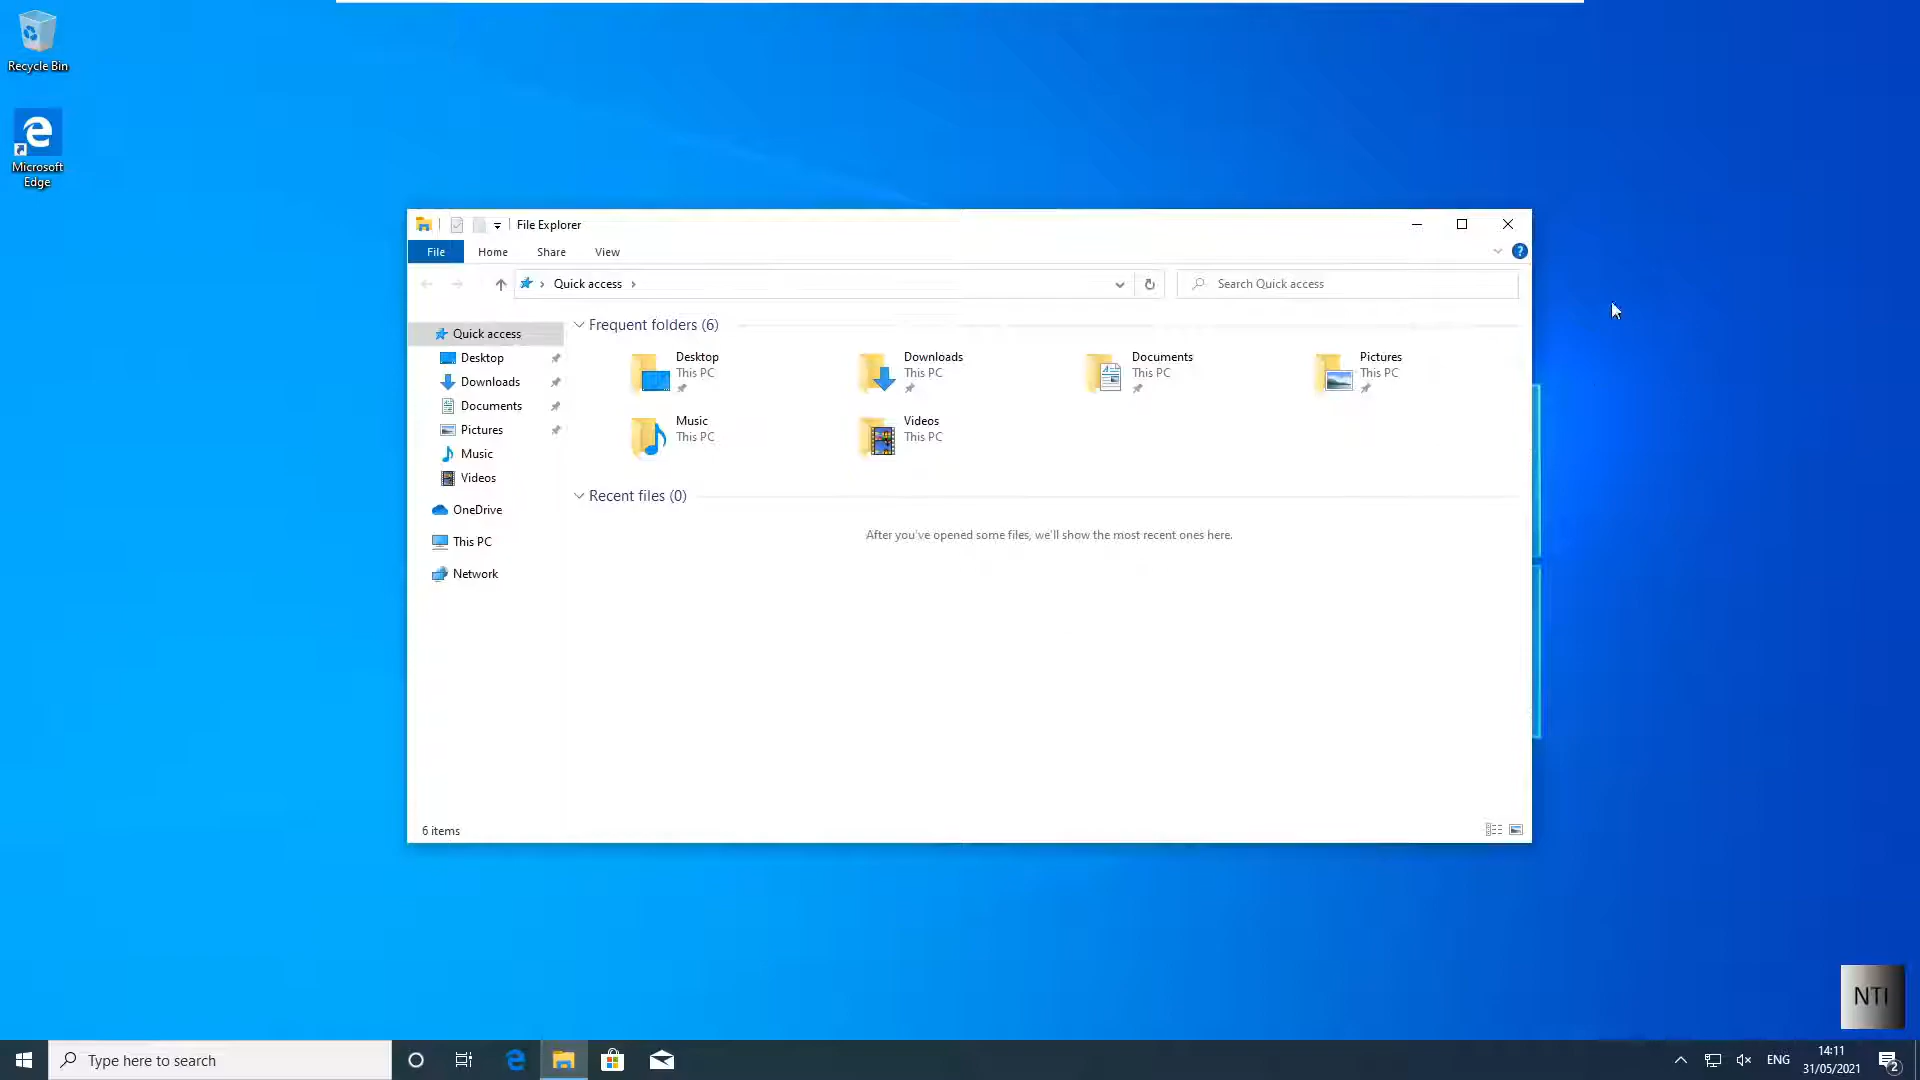 Recycle Bin
Microsoft
Edge
File Explorer
File Home Share View
Quick access
Search Quick access
Quick access
Desktop
Downloads
Documents
Pictures
Music
Videos
OneDrive
This PC
Network
Frequent folders (6)
Desktop
This PC
Downloads
This PC
Documents
This PC
Pictures
This PC
Music
This PC
Videos
This PC
Recent files (0)
After you've opened some files, we'll show the most recent ones here.
6 items
NTI
Type here to search
ENG
14:11
31/05/2021
2